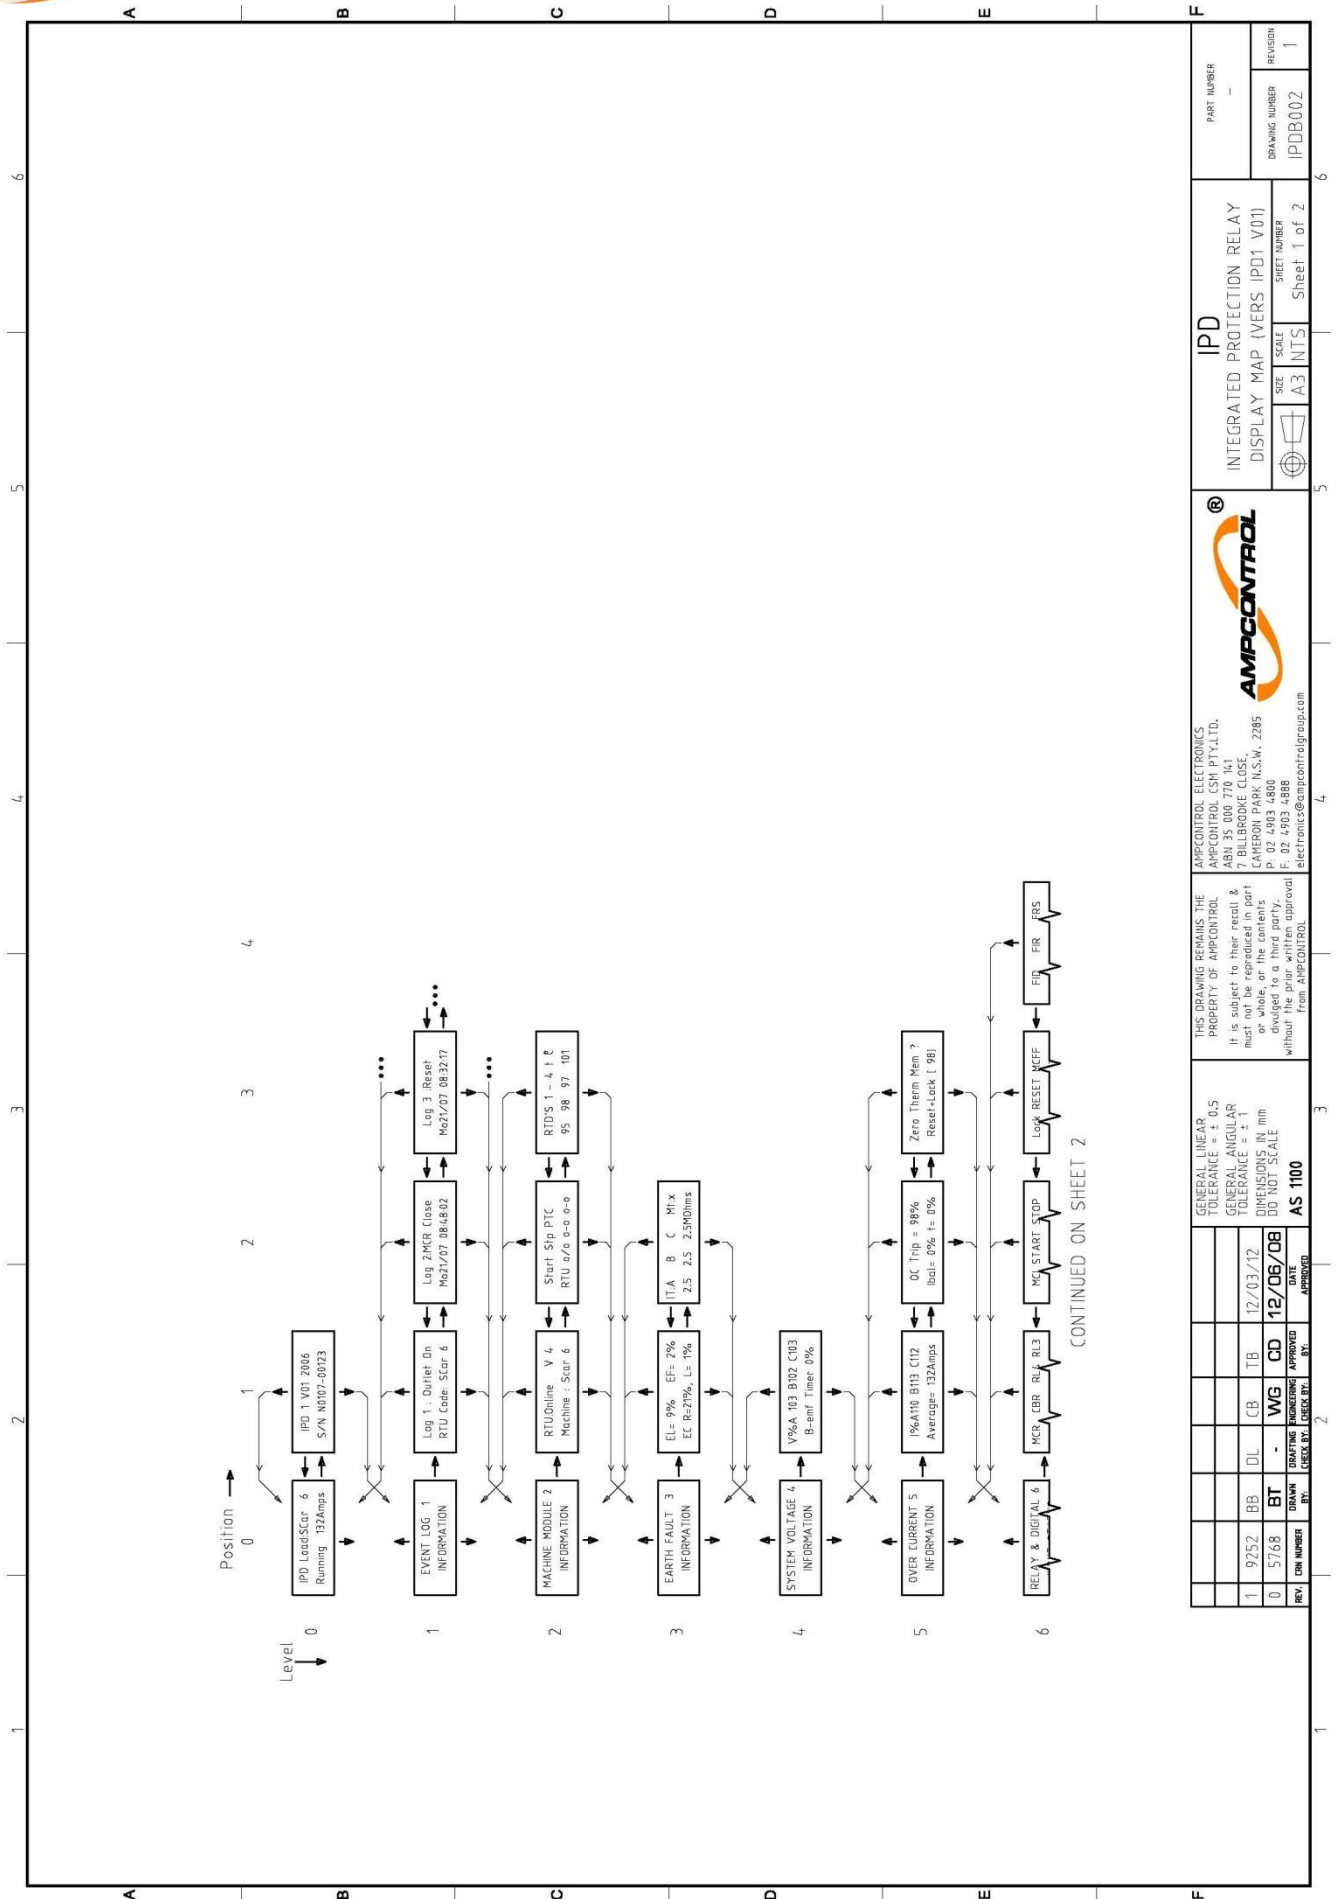 A
B
C
D
E
F
1
2
3
4
5
6
Position
0
1
2
3
4
Level
0
IPD Load:SCar 6
Running 132Amps
IPD 1 V01 2006
S/N N0107-00123
1
EVENT LOG 1
INFORMATION
Log 1 : Outlet On
RTU Code: SCar 6
Log 2:MCR Close
Mo21/07 08:48:02
Log 3 :Reset
Mo21/07 08:32:17
2
MACHINE MODULE 2
INFORMATION
RTU:Online V 4
Machine : Scar 6
Start Stp PTC
RTU o/o o-o o-o
RTD'S 1 - 4 t
95 98 97 101
3
EARTH FAULT 3
INFORMATION
EL= 9% EF= 2%
EC R=21%, L= 1%
IT:A B C Mt:x
2.5 2.5 2.5MOhms
4
SYSTEM VOLTAGE 4
INFORMATION
V%A 103 B102 C103
B-emf Timer 0%
5
OVER CURRENT 5
INFORMATION
I%A110 B113 C112
Average= 132Amps
OC Trip = 98%
Ibal= 0% t= 0%
Zero Therm Mem ?
Reset+Lock [ 98]
6
RELAY & DIGITAL 6
MCR CBR RL4 RL3
MCI START STOP
Lock RESET MCFF
FID FIR FRS
CONTINUED ON SHEET 2
1 9252 BB DL CB TB 12/03/12
0 5768 BT - WG CD 12/06/08
REV. CRN NUMBER DRAWN BY: DRAFTING CHECK BY: ENGINEERING CHECK BY: APPROVED BY: DATE APPROVED
GENERAL LINEAR
TOLERANCE = ± 0.5
GENERAL ANGULAR
TOLERANCE = ± 1
DIMENSIONS IN mm
DO NOT SCALE
AS 1100
THIS DRAWING REMAINS THE
PROPERTY OF AMPCONTROL
It is subject to their recall &
must not be reproduced in part
or whole, or the contents
divulged to a third party.
without the prior written approval
from AMPCONTROL
AMPCONTROL ELECTRONICS
AMPCONTROL CSM PTY.LTD.
ABN 35 000 770 141
7 BILLBROOKE CLOSE,
CAMERON PARK N.S.W. 2285
P: 02 4903 4800
F: 02 4903 4888
electronics@ampcontrolgroup.com
AMPCONTROL ®
IPD
INTEGRATED PROTECTION RELAY
DISPLAY MAP (VERS IPD1 V01)
SIZE
A3
SCALE
NTS
SHEET NUMBER
Sheet 1 of 2
PART NUMBER
-
DRAWING NUMBER
IPDB002
REVISION
1
1
2
3
4
5
6
A
B
C
D
E
F